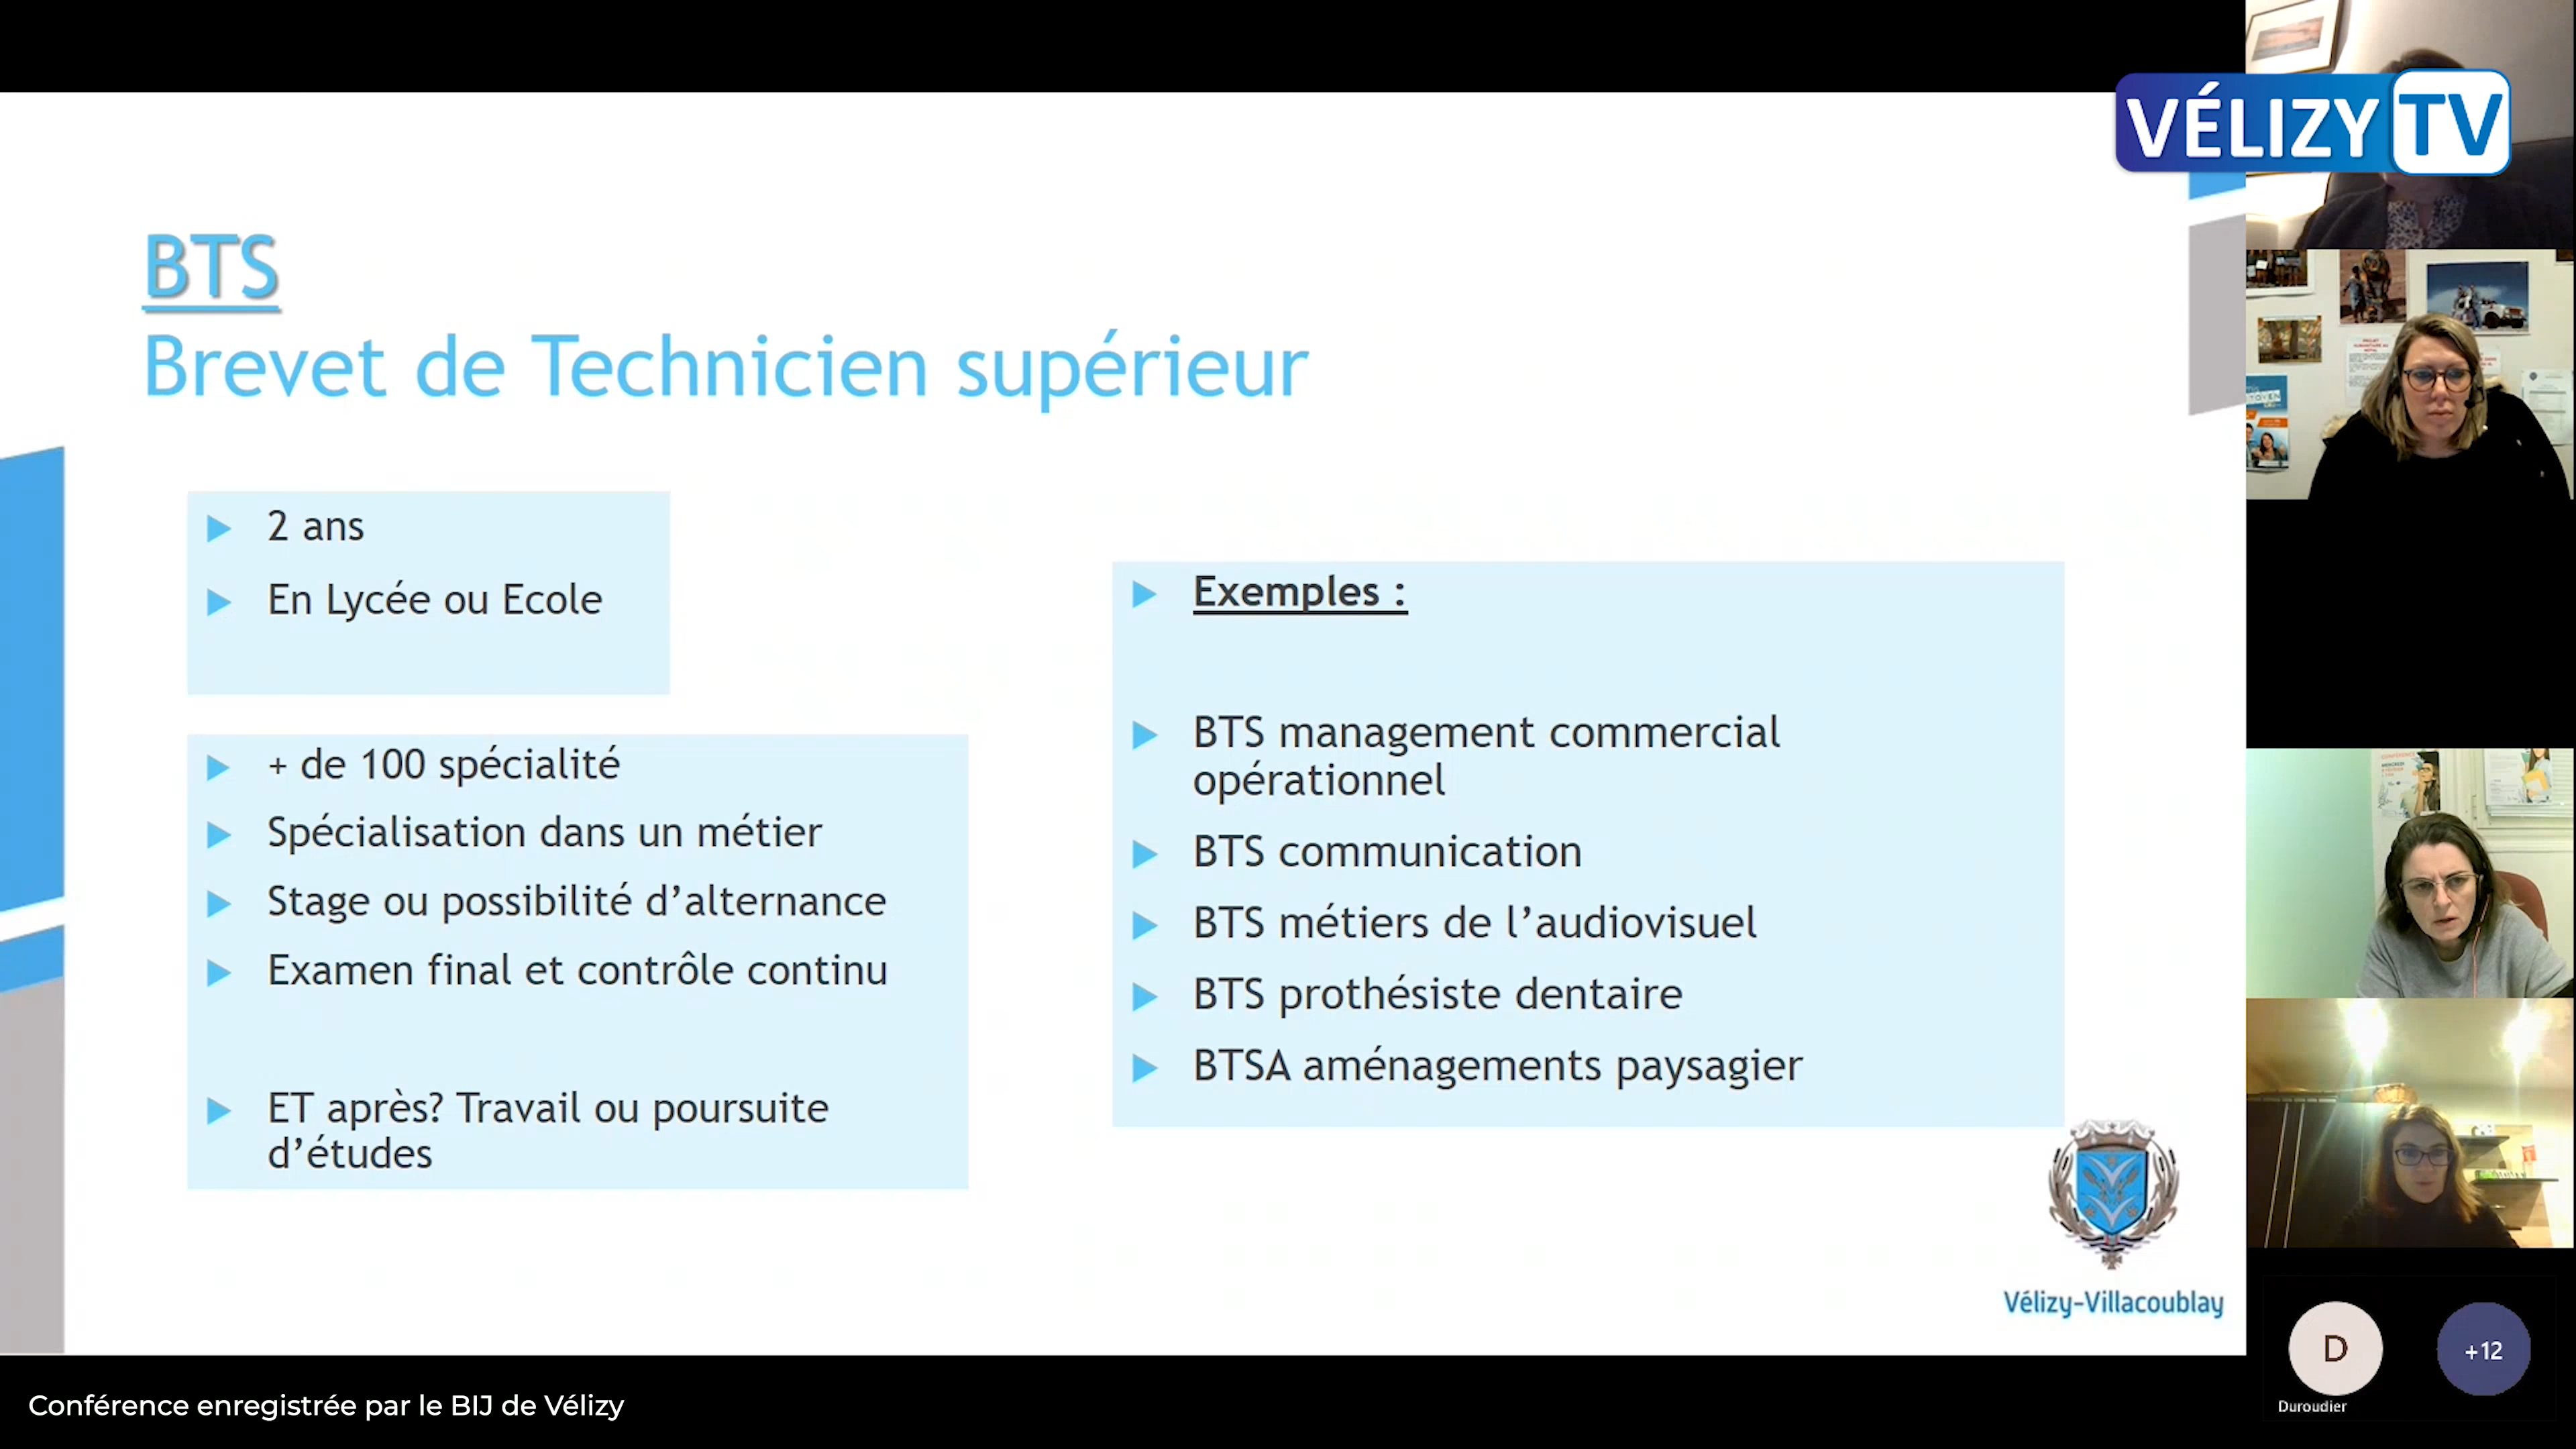 VÉLIZY TV
BTS
Brevet de Technicien supérieur
2 ans
En Lycée ou Ecole
+ de 100 spécialité
Spécialisation dans un métier
Stage ou possibilité d’alternance
Examen final et contrôle continu
ET après? Travail ou poursuite
d’études
Exemples :
BTS management commercial
opérationnel
BTS communication
BTS métiers de l’audiovisuel
BTS prothésiste dentaire
BTSA aménagements paysagier
Vélizy-Villacoublay
D
+12
Duroudier
Conférence enregistrée par le BIJ de Vélizy